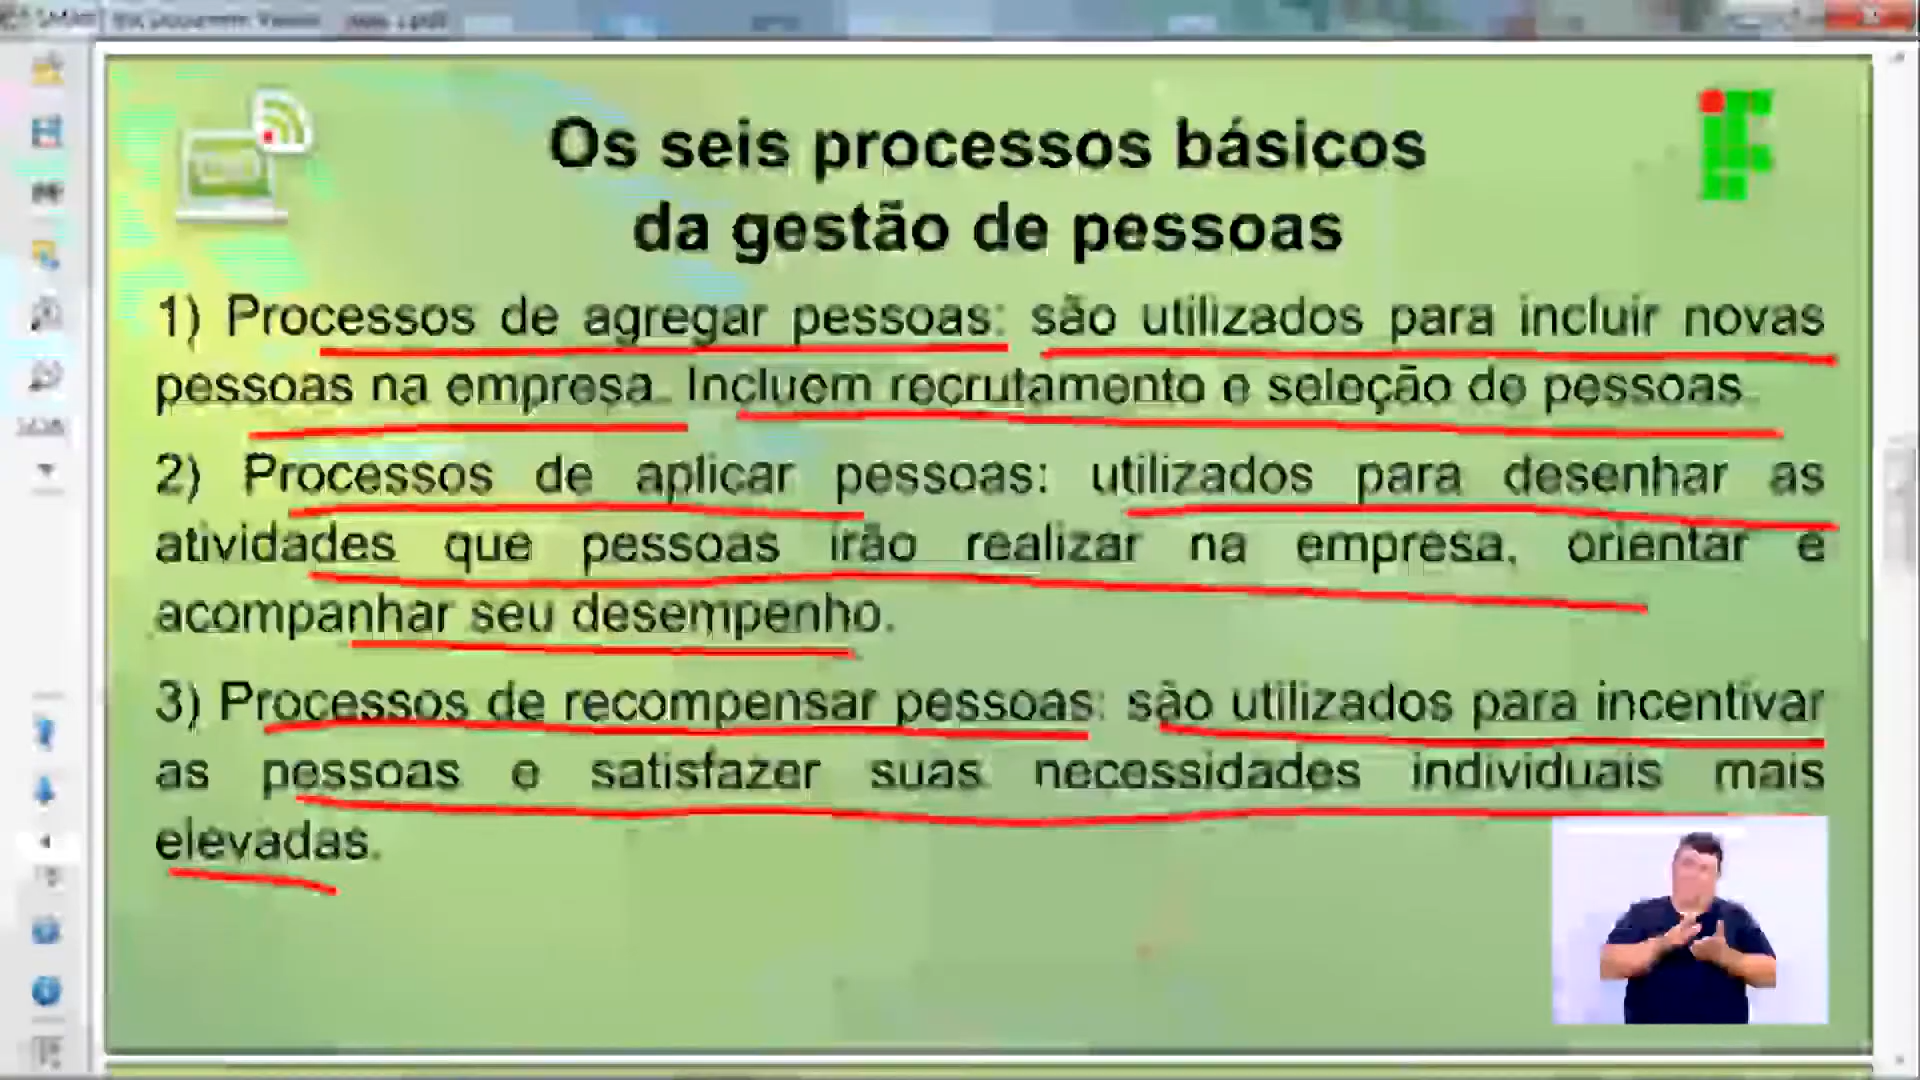 Os seis processos básicos
da gestão de pessoas
1) Processos de agregar pessoas: são utilizados para incluir novas
pessoas na empresa. Incluem recrutamento e seleção de pessoas.
2) Processos de aplicar pessoas: utilizados para desenhar as
atividades que pessoas irão realizar na empresa, orientar e
acompanhar seu desempenho.
3) Processos de recompensar pessoas: são utilizados para incentivar
as pessoas e satisfazer suas necessidades individuais mais
elevadas.